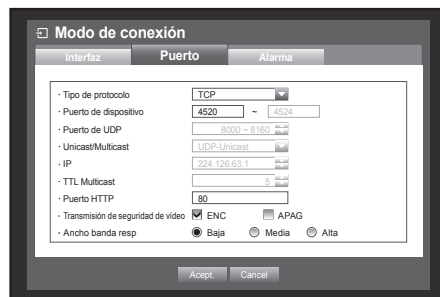 Modo de conexión
Interfaz Puerto Alarma
· Tipo de protocolo TCP
· Puerto de dispositivo 4520 ~ 4524
· Puerto de UDP 8000 ~ 8160
· Unicast/Multicast UDP-Unicast
· IP 224.126.63.1
· TTL Multicast 5
· Puerto HTTP 80
· Transmisión de seguridad de vídeo ENC APAG
· Ancho banda resp Baja Media Alta
Acept. Cancel